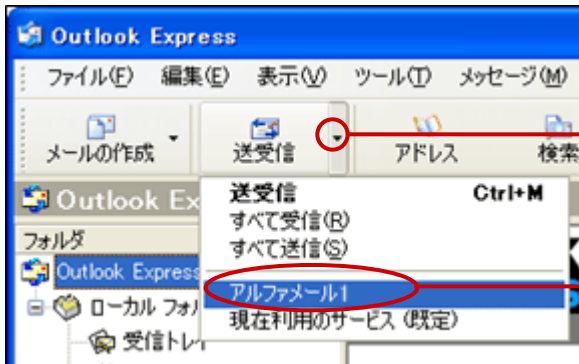 Outlook Express
ファイル(F) 編集(E) 表示(V) ツール(T) メッセージ(M)
メールの作成 送受信 アドレス 検索
Outlook Ex
送受信 Ctrl+M
すべて受信(R)
すべて送信(S)
アルファメール1
現在利用のサービス (既定)
フォルダ
Outlook Express
ローカル フォル
受信トレイ